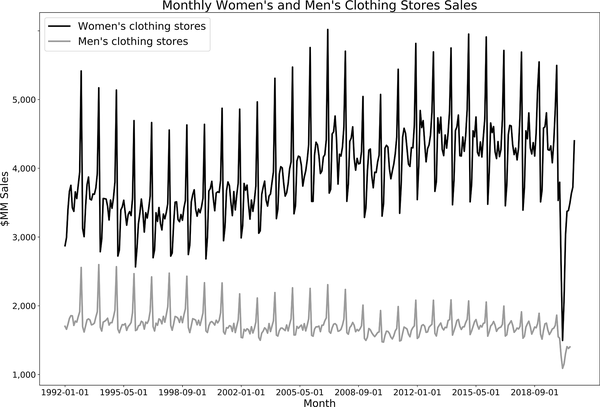 Monthly Women's and Men's Clothing Stores Sales
Women's clothing stores
Men's clothing stores
$MM Sales
5,000
4,000
3,000
2,000
1,000
1992-01-01 1995-05-01 1998-09-01 2002-01-01 2005-05-01 2008-09-01 2012-01-01 2015-05-01 2018-09-01
Month